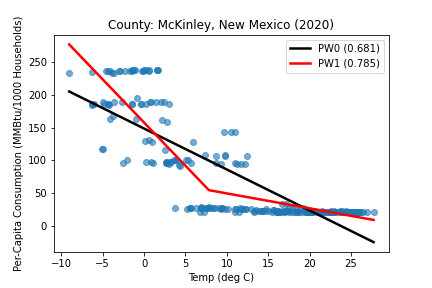 County: McKinley, New Mexico (2020)
PW0 (0.681)
PW1 (0.785)
Per-Capita Consumption (MMBtu/1000 Households)
250
200
150
100
50
0
−10 −5 0 5 10 15 20 25
Temp (deg C)